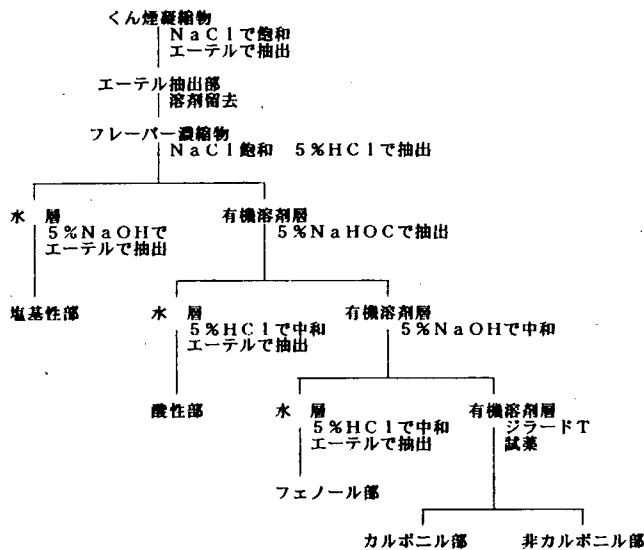 くん煙凝縮物
NaClで飽和
エーテルで抽出
エーテル抽出部
溶剤留去
フレーバー濃縮物
NaCl飽和 5%HClで抽出
水 層
5%NaOHで
エーテルで抽出
有機溶剤層
5%NaHOCで抽出
塩基性部
水 層
5%HClで中和
エーテルで抽出
有機溶剤層
5%NaOHで中和
酸性部
水 層
5%HClで中和
エーテルで抽出
有機溶剤層
ジラードT
試薬
フェノール部
カルボニル部
非カルボニル部